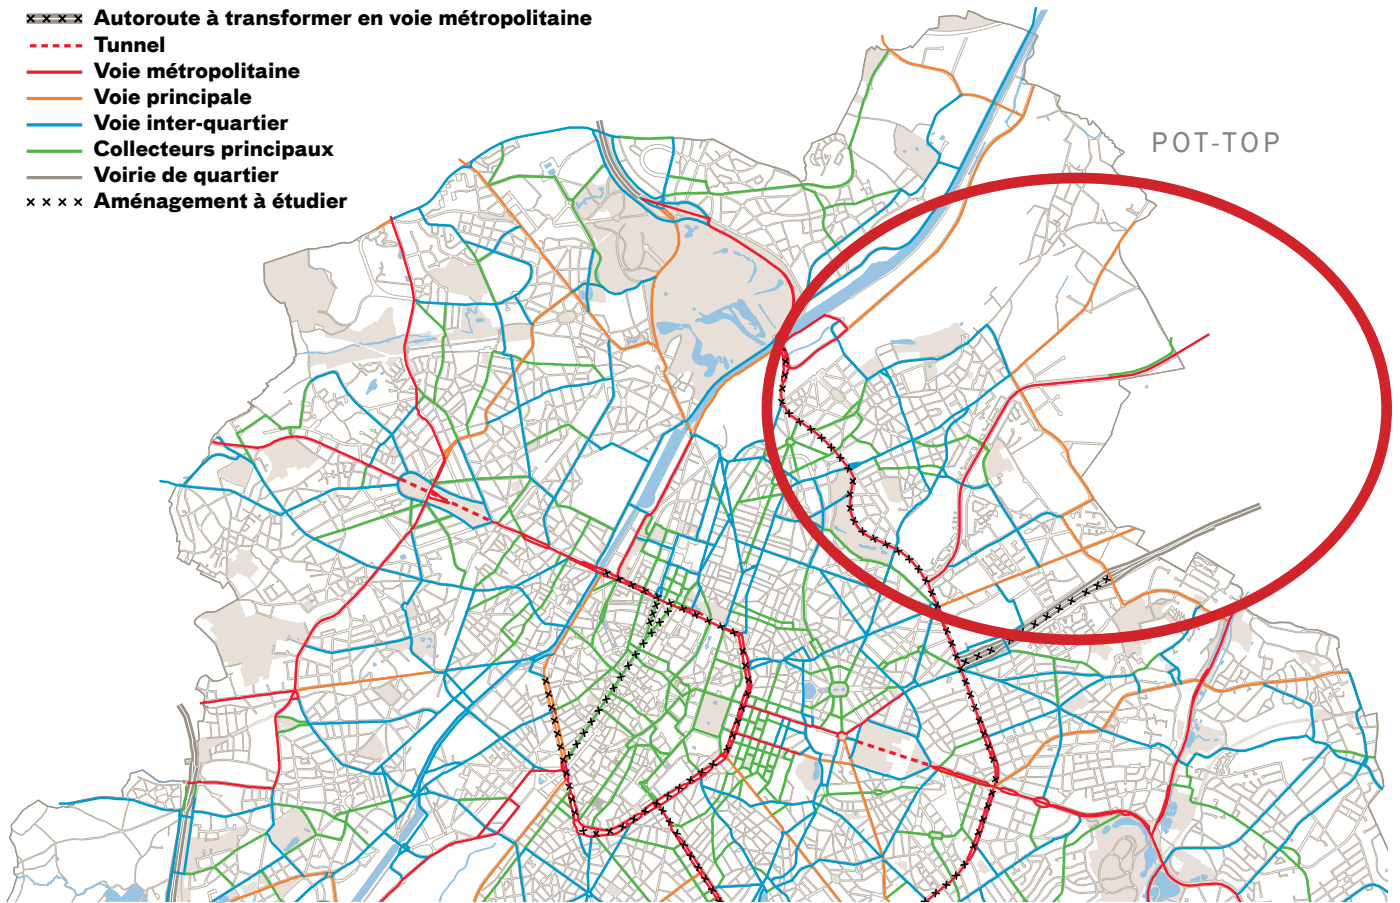 Autoroute à transformer en voie métropolitaine
Tunnel
Voie métropolitaine
Voie principale
Voie inter-quartier
Collecteurs principaux
Voirie de quartier
Aménagement à étudier
POT-TOP